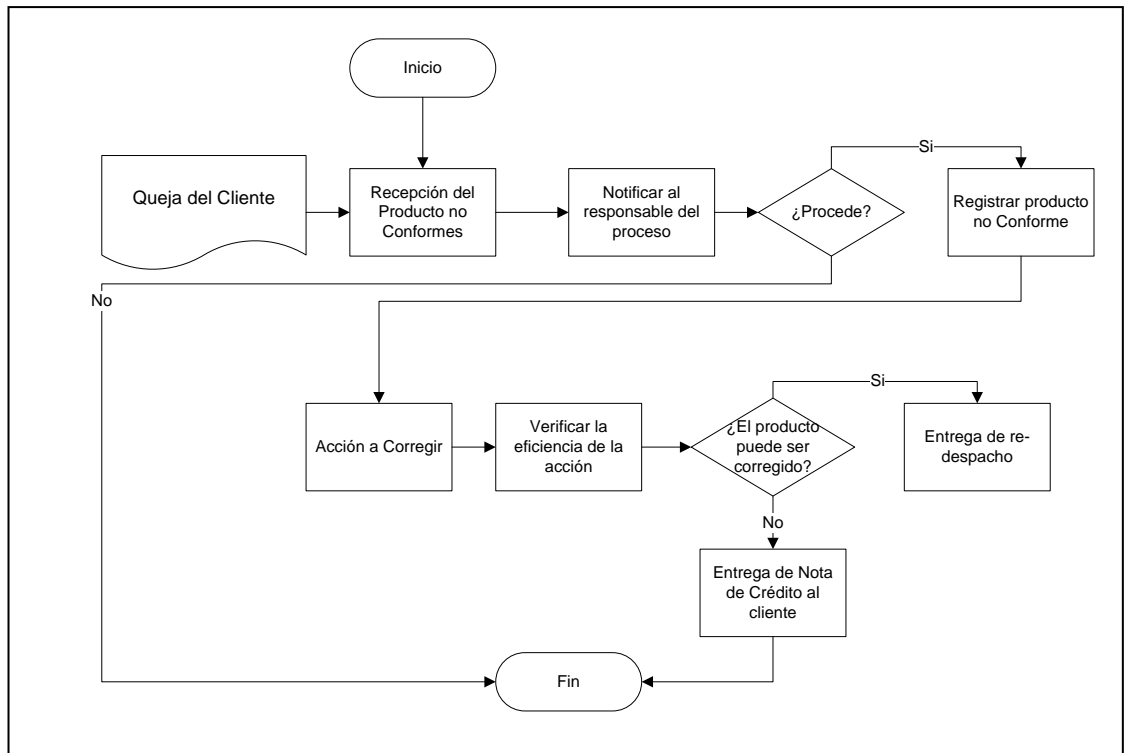 Inicio
Queja del Cliente
Recepción del
Producto no
Conformes
Notificar al
responsable del
proceso
¿Procede?
Si
Registrar producto
no Conforme
No
Acción a Corregir
Verificar la
eficiencia de la
acción
¿El producto
puede ser
corregido?
Si
Entrega de re-
despacho
No
Entrega de Nota
de Crédito al
cliente
Fin